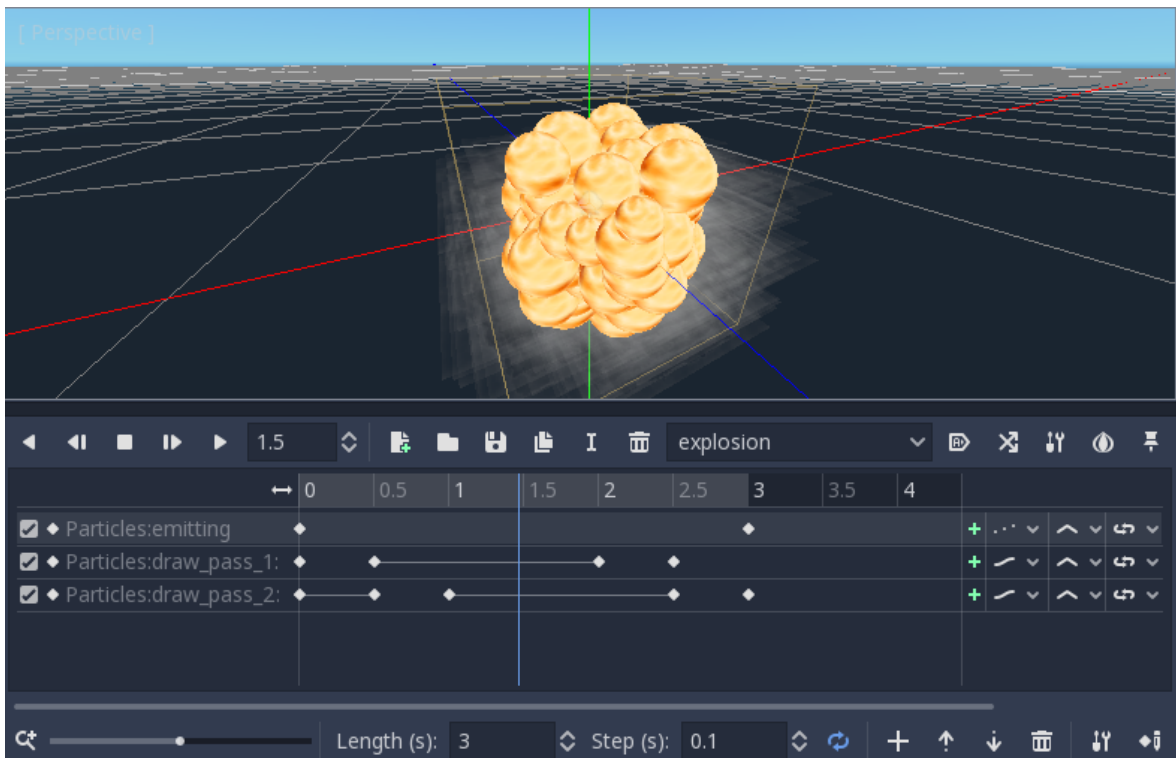 [ Perspective ]
1.5 explosion
0 0.5 1 1.5 2 2.5 3 3.5 4
Particles:emitting
Particles:draw_pass_1:
Particles:draw_pass_2:
Length (s): 3 Step (s): 0.1